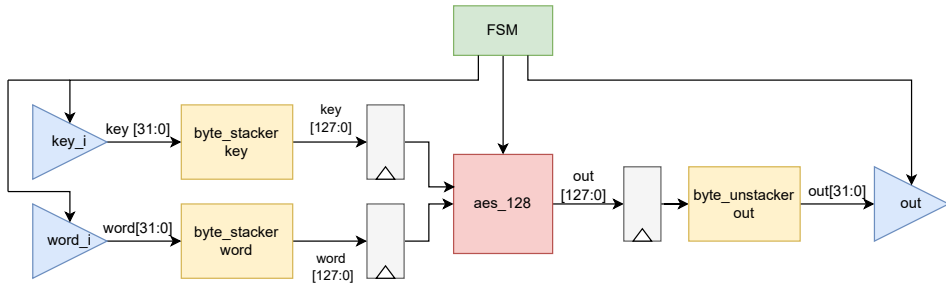 FSM
key_i
key [31:0]
byte_stacker
key
key
[127:0]
word_i
word[31:0]
byte_stacker
word
word
[127:0]
aes_128
out
[127:0]
byte_unstacker
out
out[31:0]
out